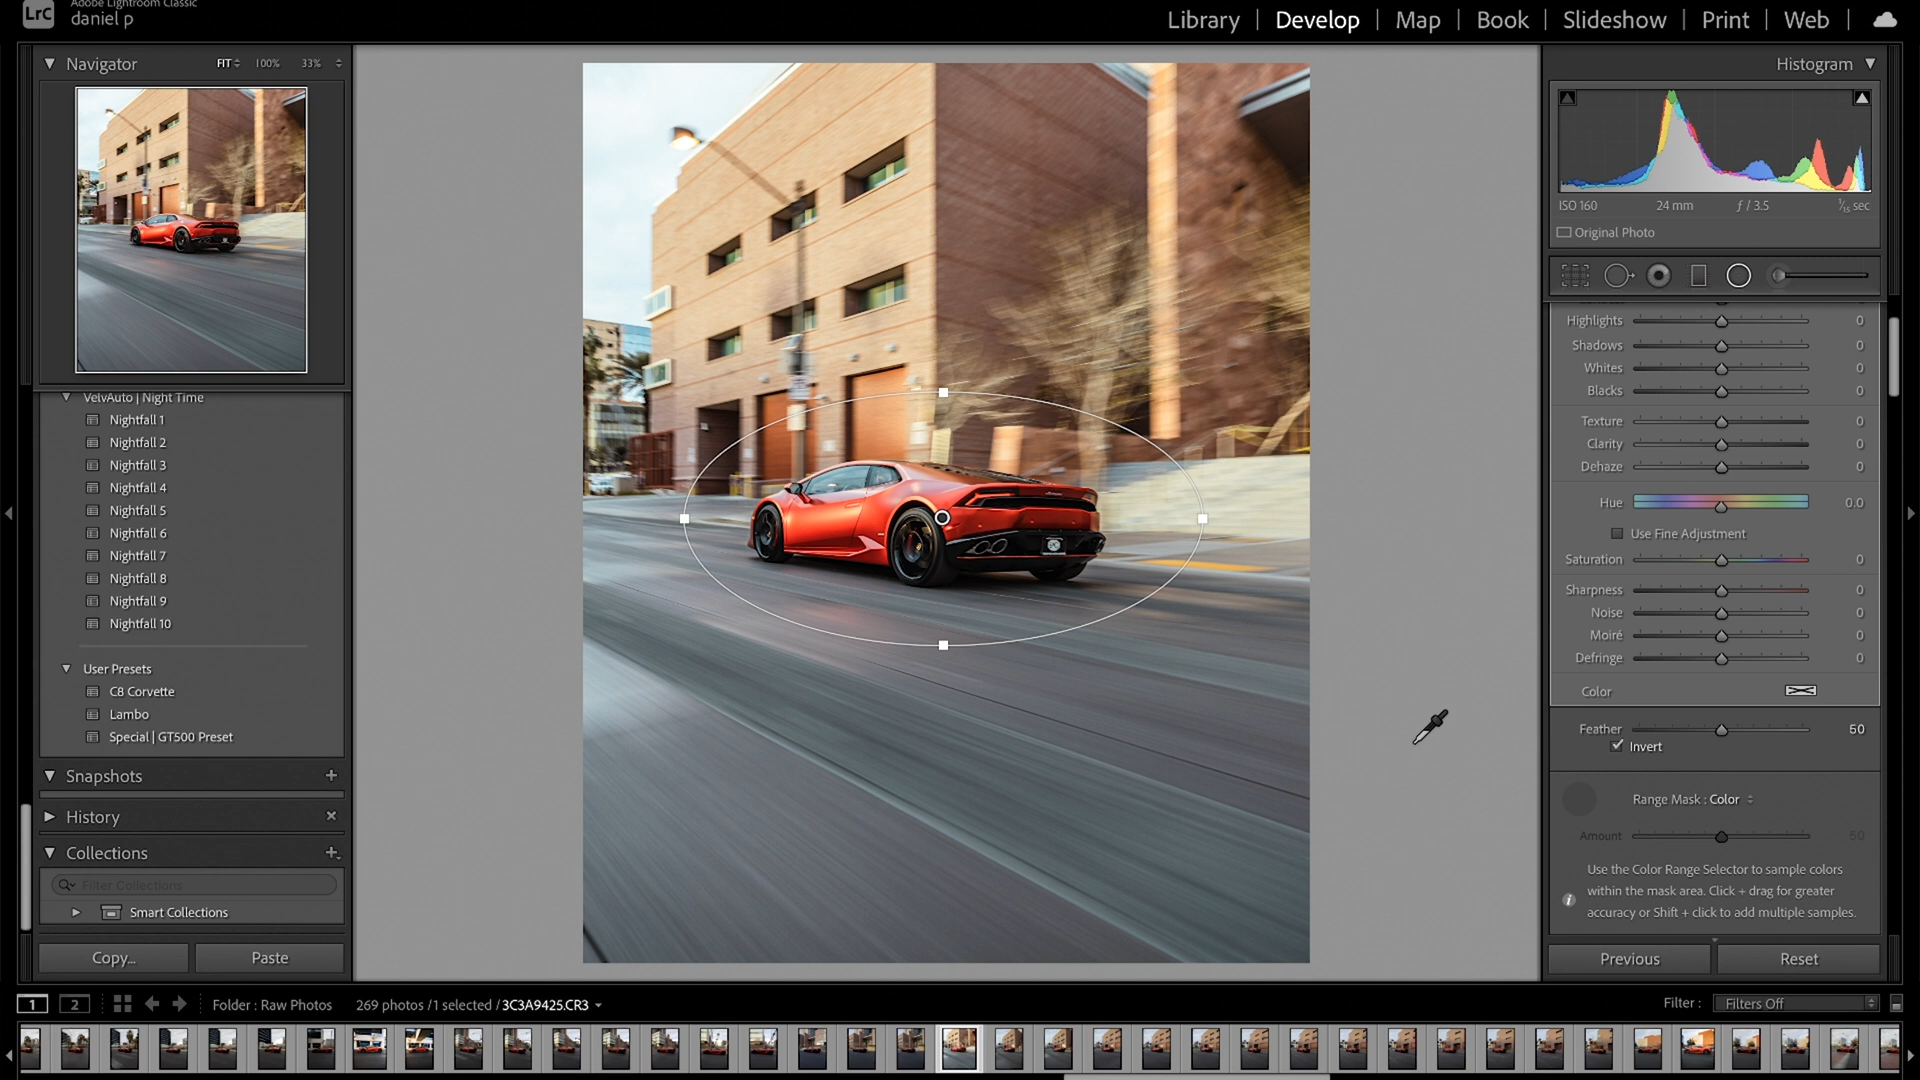 LrC
Adobe Lightroom Classic
daniel p
Library | Develop | Map | Book | Slideshow | Print | Web |
Navigator FIT 100% 33%
VelvAuto | Night Time
Nightfall 1
Nightfall 2
Nightfall 3
Nightfall 4
Nightfall 5
Nightfall 6
Nightfall 7
Nightfall 8
Nightfall 9
Nightfall 10
User Presets
C8 Corvette
Lambo
Special | GT500 Preset
Snapshots +
History ×
Collections +
Filter Collections
Smart Collections
Copy... Paste
Histogram
ISO 160 24 mm ƒ / 3.5 1/15 sec
Original Photo
Highlights 0
Shadows 0
Whites 0
Blacks 0
Texture 0
Clarity 0
Dehaze 0
Hue 0.0
Use Fine Adjustment
Saturation 0
Sharpness 0
Noise 0
Moiré 0
Defringe 0
Color
Feather 50
Invert
Range Mask : Color
Amount 50
Use the Color Range Selector to sample colors
within the mask area. Click + drag for greater
accuracy or Shift + click to add multiple samples.
Previous Reset
1 2 Folder : Raw Photos 269 photos /1 selected /3C3A9425.CR3
Filter : Filters Off